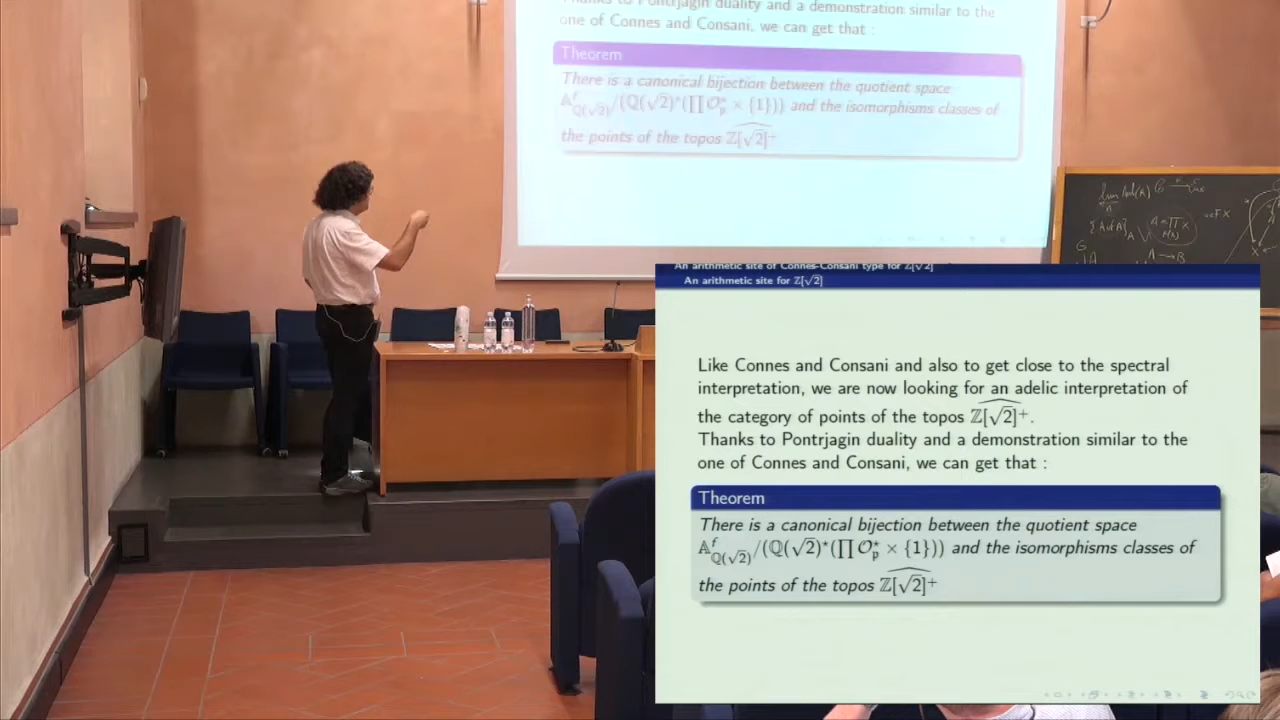 Thanks to Pontrjagin duality and a demonstration similar to the
one of Connes and Consani, we can get that :
Theorem
There is a canonical bijection between the quotient space
𝔸^f_{ℚ(√2)}/(ℚ(√2)*(∏ 𝒪*_p × {1})) and the isomorphisms classes of
the points of the topos \widehat{ℤ[√2]^+}
An arithmetic site of Connes-Consani type for ℤ[√2]
An arithmetic site for ℤ[√2]
Like Connes and Consani and also to get close to the spectral
interpretation, we are now looking for an adelic interpretation of
the category of points of the topos \widehat{ℤ[√2]^+}.
Thanks to Pontrjagin duality and a demonstration similar to the
one of Connes and Consani, we can get that :
Theorem
There is a canonical bijection between the quotient space
𝔸^f_{ℚ(√2)}/(ℚ(√2)*(∏ 𝒪*_p × {1})) and the isomorphisms classes of
the points of the topos \widehat{ℤ[√2]^+}